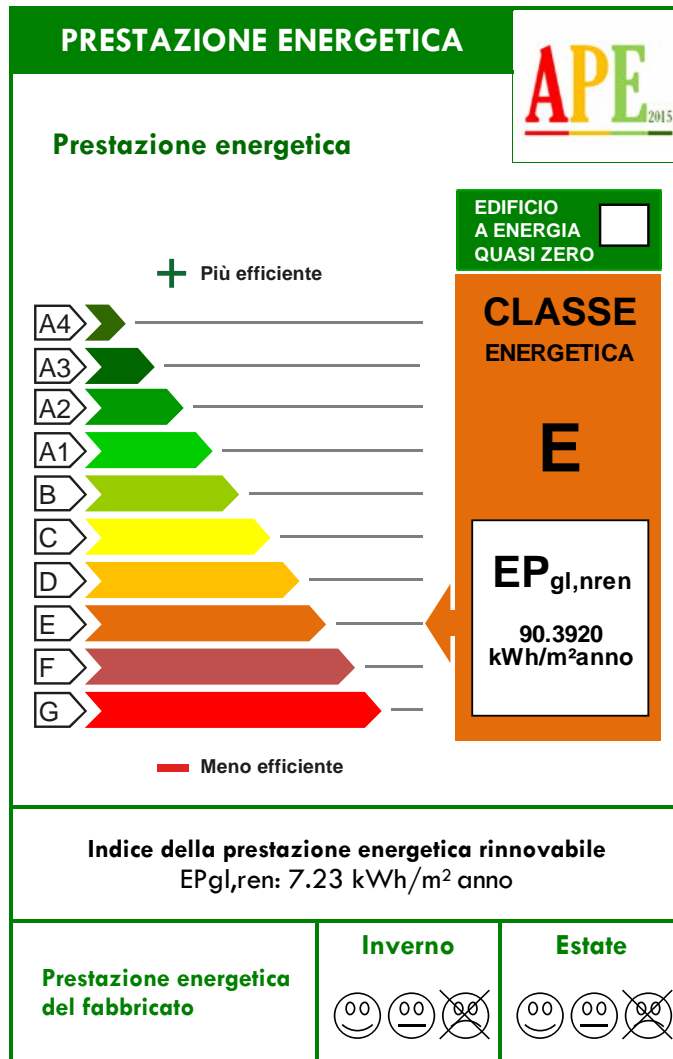 PRESTAZIONE ENERGETICA
APE 2015
Prestazione energetica
EDIFICIO
A ENERGIA
QUASI ZERO
+ Più efficiente
CLASSE
ENERGETICA
E
A4
A3
A2
A1
B
C
D
E
F
G
EPgl,nren
90.3920
kWh/m²anno
Meno efficiente
Indice della prestazione energetica rinnovabile
EPgl,ren: 7.23 kWh/m² anno
Prestazione energetica
del fabbricato
Inverno
Estate